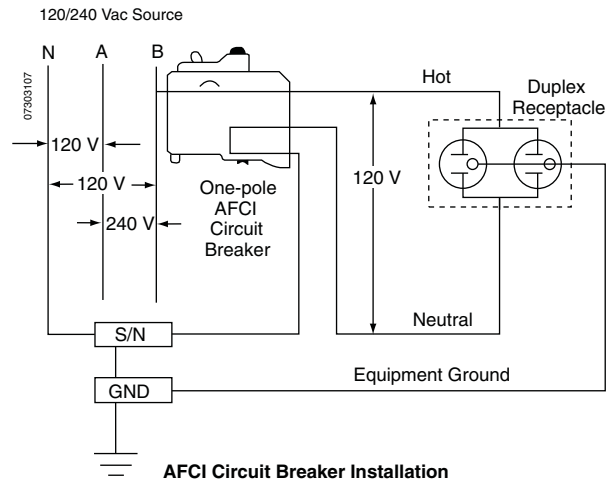 120/240 Vac Source
N
A
B
07303107
120 V
120 V
240 V
One-pole
AFCI
Circuit
Breaker
Hot
120 V
Duplex
Receptacle
Neutral
S/N
Equipment Ground
GND
AFCI Circuit Breaker Installation